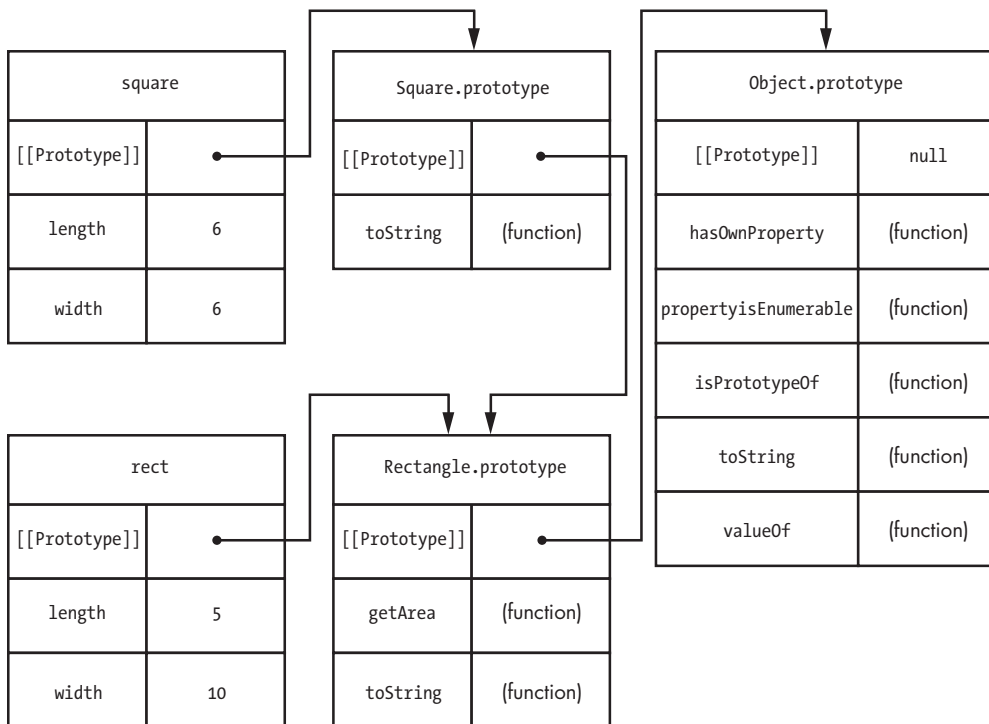 square
[[Prototype]]
length 6
width 6
Square.prototype
[[Prototype]]
toString (function)
Object.prototype
[[Prototype]] null
hasOwnProperty (function)
propertyisEnumerable (function)
isPrototypeOf (function)
toString (function)
valueOf (function)
rect
[[Prototype]]
length 5
width 10
Rectangle.prototype
[[Prototype]]
getArea (function)
toString (function)